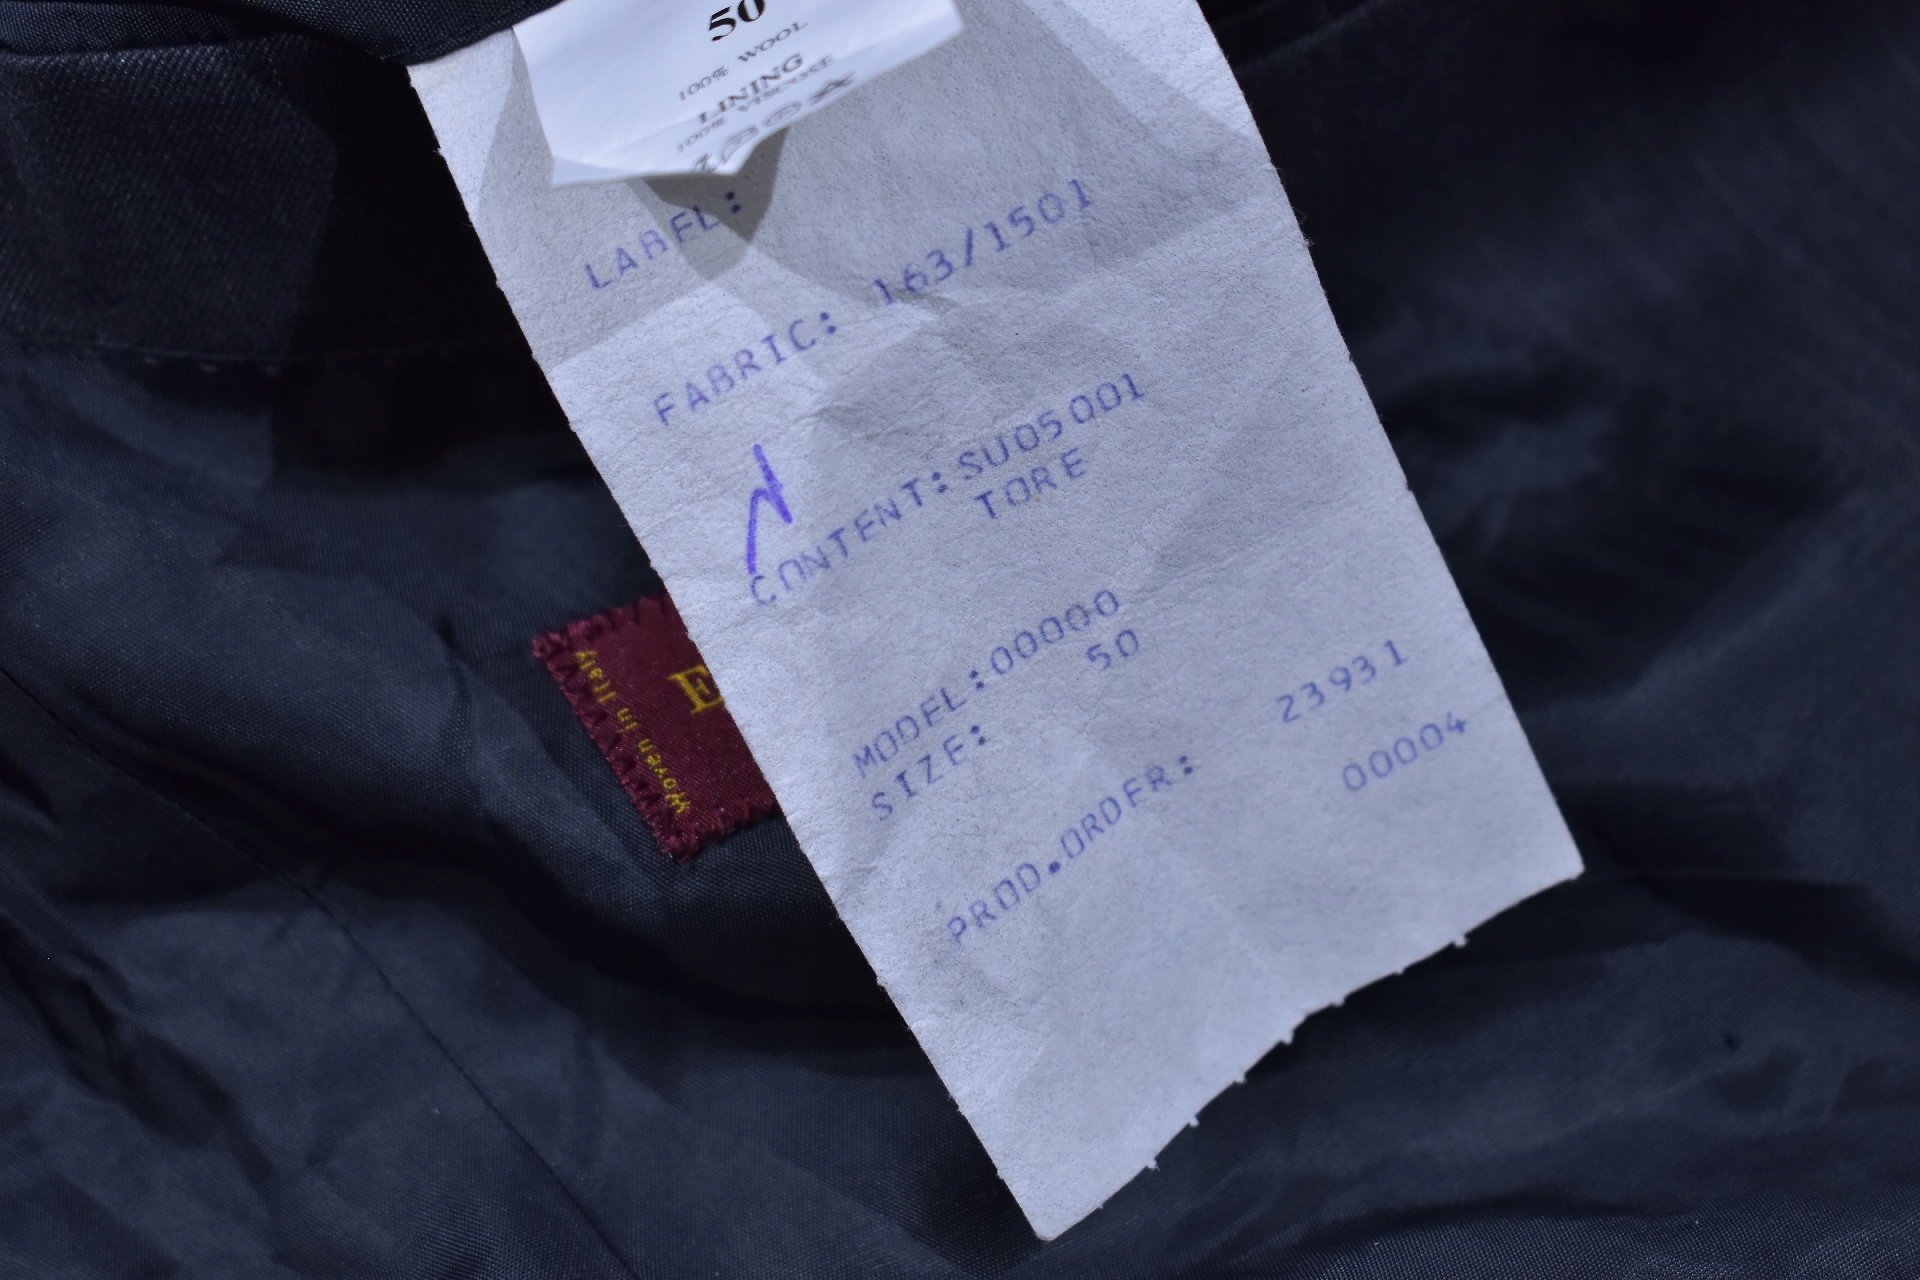 50
100% WOOL
LINING
100% VISCOSE
LABEL:
FABRIC: 163/1501
CONTENT: SU05001
TORE
MODEL: 00000
SIZE: 50
PROD.ORDER: 23931
00004
E
Woven in Italy